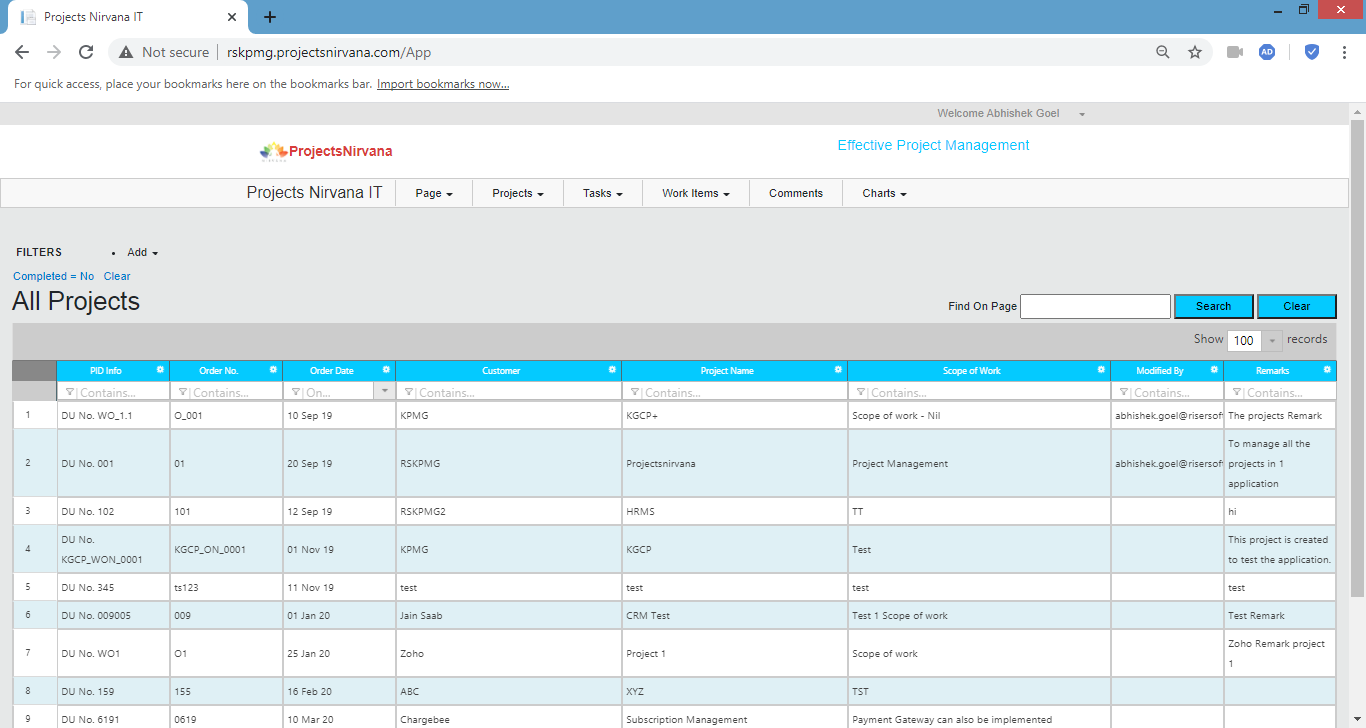 Projects Nirvana IT
Not secure rskpmg.projectsnirvana.com/App
AD
For quick access, place your bookmarks here on the bookmarks bar. Import bookmarks now...
Welcome Abhishek Goel
ProjectsNirvana
Effective Project Management
Projects Nirvana IT Page Projects Tasks Work Items Comments Charts
FILTERS Add
Completed = No Clear
All Projects
Find On Page Search Clear
Show 100 records
PID Info Order No. Order Date Customer Project Name Scope of Work Modified By Remarks
Contains... Contains... On... Contains... Contains... Contains... Contains... Contains...
1 DU No. WO_1.1 O_001 10 Sep 19 KPMG KGCP+ Scope of work - Nil abhishek.goel@risersoft The projects Remark
2 DU No. 001 01 20 Sep 19 RSKPMG Projectsnirvana Project Management abhishek.goel@risersoft To manage all the
projects in 1
application
3 DU No. 102 101 12 Sep 19 RSKPMG2 HRMS TT hi
4 DU No.
KGCP_WON_0001 KGCP_ON_0001 01 Nov 19 KPMG KGCP Test This project is created
to test the application.
5 DU No. 345 ts123 11 Nov 19 test test test test
6 DU No. 009005 009 01 Jan 20 Jain Saab CRM Test Test 1 Scope of work Test Remark
7 DU No. WO1 O1 25 Jan 20 Zoho Project 1 Scope of work Zoho Remark project
1
8 DU No. 159 155 16 Feb 20 ABC XYZ TST
9 DU No. 6191 0619 10 Mar 20 Chargebee Subscription Management Payment Gateway can also be implemented